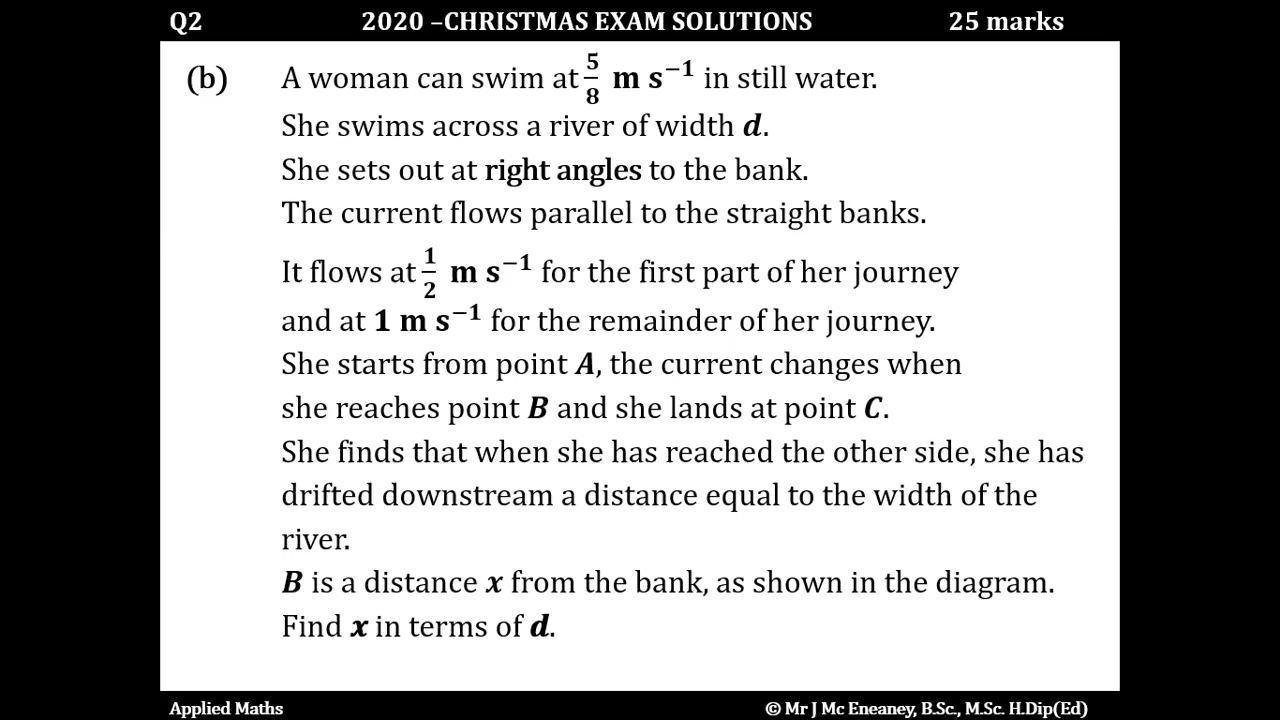 Q2 2020 –CHRISTMAS EXAM SOLUTIONS 25 marks
(b) A woman can swim at 5/8 m s⁻¹ in still water.
She swims across a river of width d.
She sets out at right angles to the bank.
The current flows parallel to the straight banks.
It flows at 1/2 m s⁻¹ for the first part of her journey
and at 1 m s⁻¹ for the remainder of her journey.
She starts from point A, the current changes when
she reaches point B and she lands at point C.
She finds that when she has reached the other side, she has
drifted downstream a distance equal to the width of the
river.
B is a distance x from the bank, as shown in the diagram.
Find x in terms of d.
Applied Maths © Mr J Mc Eneaney, B.Sc., M.Sc. H.Dip(Ed)